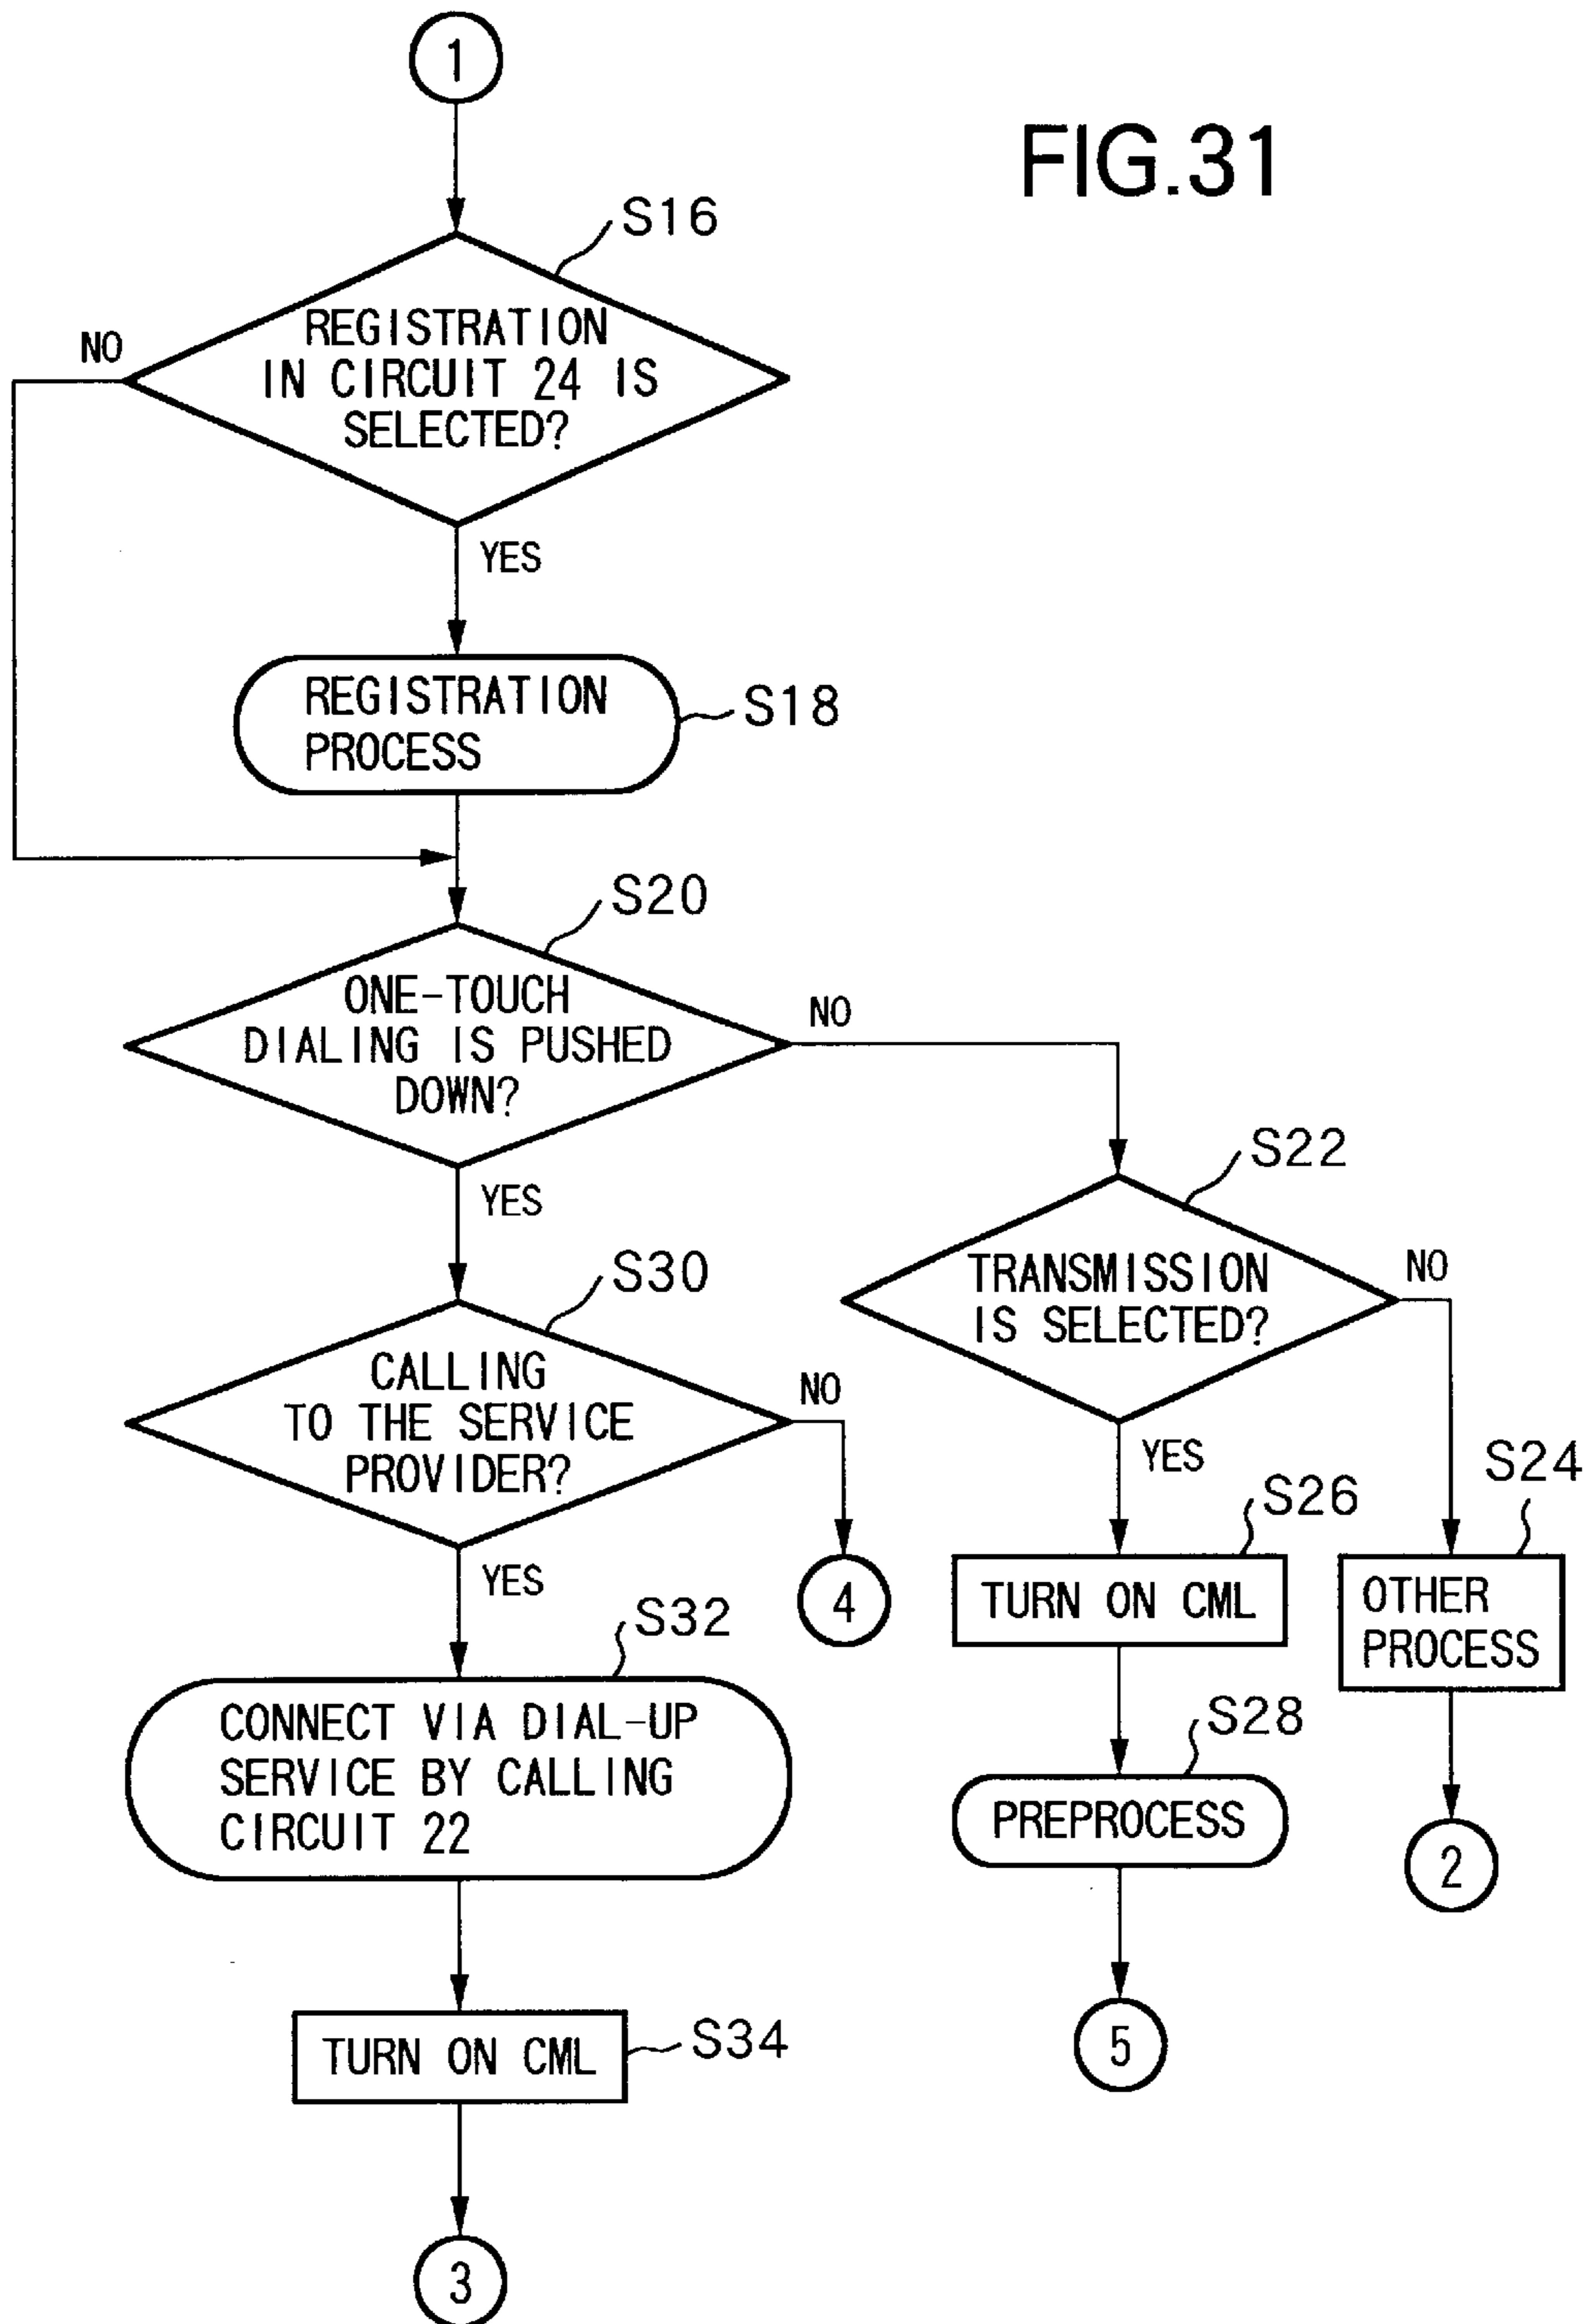 1
FIG.31
S16
REGISTRATION
IN CIRCUIT 24 IS
SELECTED?
NO
YES
REGISTRATION
PROCESS
S18
S20
ONE-TOUCH
DIALING IS PUSHED
DOWN?
NO
YES
S22
TRANSMISSION
IS SELECTED?
NO
YES
S30
CALLING
TO THE SERVICE
PROVIDER?
NO
YES
4
S26
TURN ON CML
S24
OTHER
PROCESS
S32
CONNECT VIA DIAL-UP
SERVICE BY CALLING
CIRCUIT 22
S28
PREPROCESS
2
S34
TURN ON CML
5
3